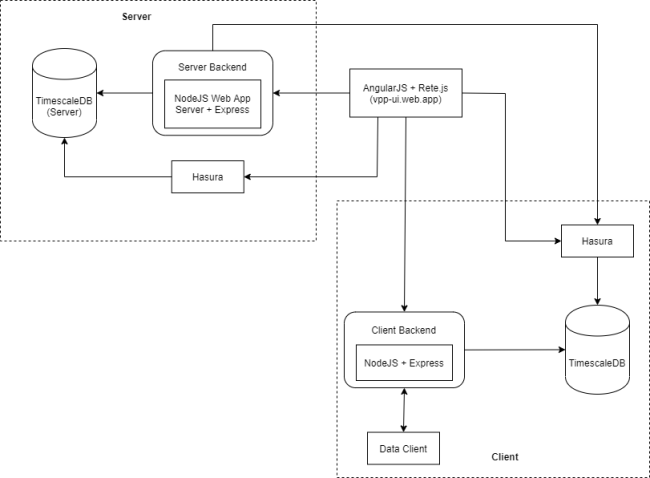 Server
Server Backend
NodeJS Web App
Server + Express
TimescaleDB
(Server)
AngularJS + Rete.js
(vpp-ui.web.app)
Hasura
Hasura
Client Backend
NodeJS + Express
TimescaleDB
Data Client
Client